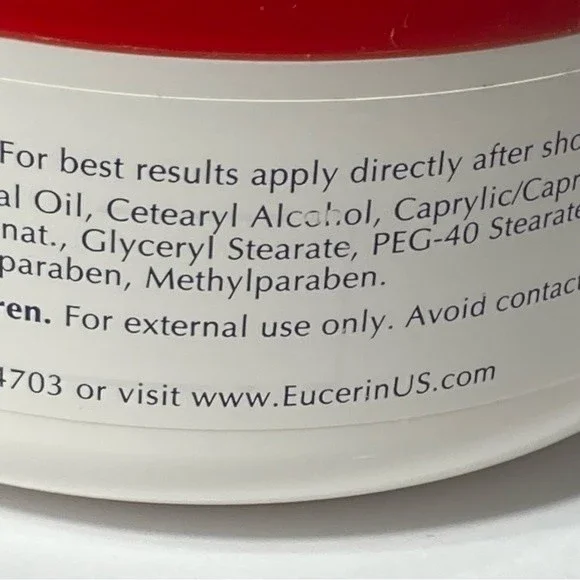 For best results apply directly after sho
al Oil, Cetearyl Alcohol, Caprylic/Capr
nat., Glyceryl Stearate, PEG-40 Stearate
paraben, Methylparaben.
ren. For external use only. Avoid contact
4703 or visit www.EucerinUS.com